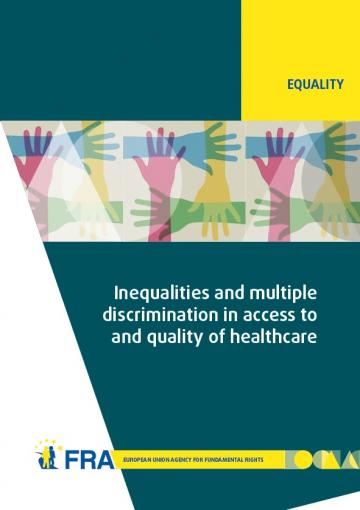 EQUALITY
Inequalities and multiple
discrimination in access to
and quality of healthcare
FRA
EUROPEAN UNION AGENCY FOR FUNDAMENTAL RIGHTS